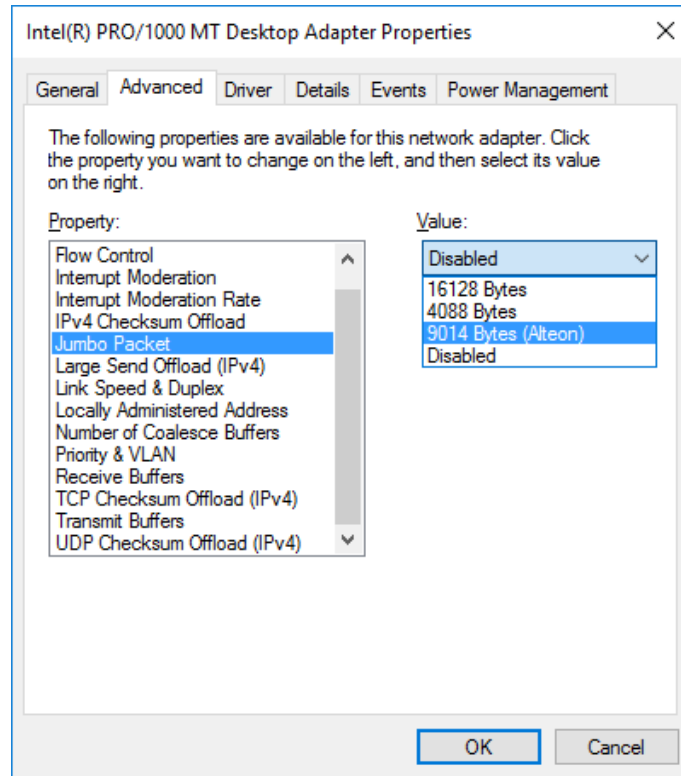 Intel(R) PRO/1000 MT Desktop Adapter Properties
General Advanced Driver Details Events Power Management
The following properties are available for this network adapter. Click
the property you want to change on the left, and then select its value
on the right.
Property:
Flow Control
Interrupt Moderation
Interrupt Moderation Rate
IPv4 Checksum Offload
Jumbo Packet
Large Send Offload (IPv4)
Link Speed & Duplex
Locally Administered Address
Number of Coalesce Buffers
Priority & VLAN
Receive Buffers
TCP Checksum Offload (IPv4)
Transmit Buffers
UDP Checksum Offload (IPv4)
Value:
Disabled
16128 Bytes
4088 Bytes
9014 Bytes (Alteon)
Disabled
OK Cancel